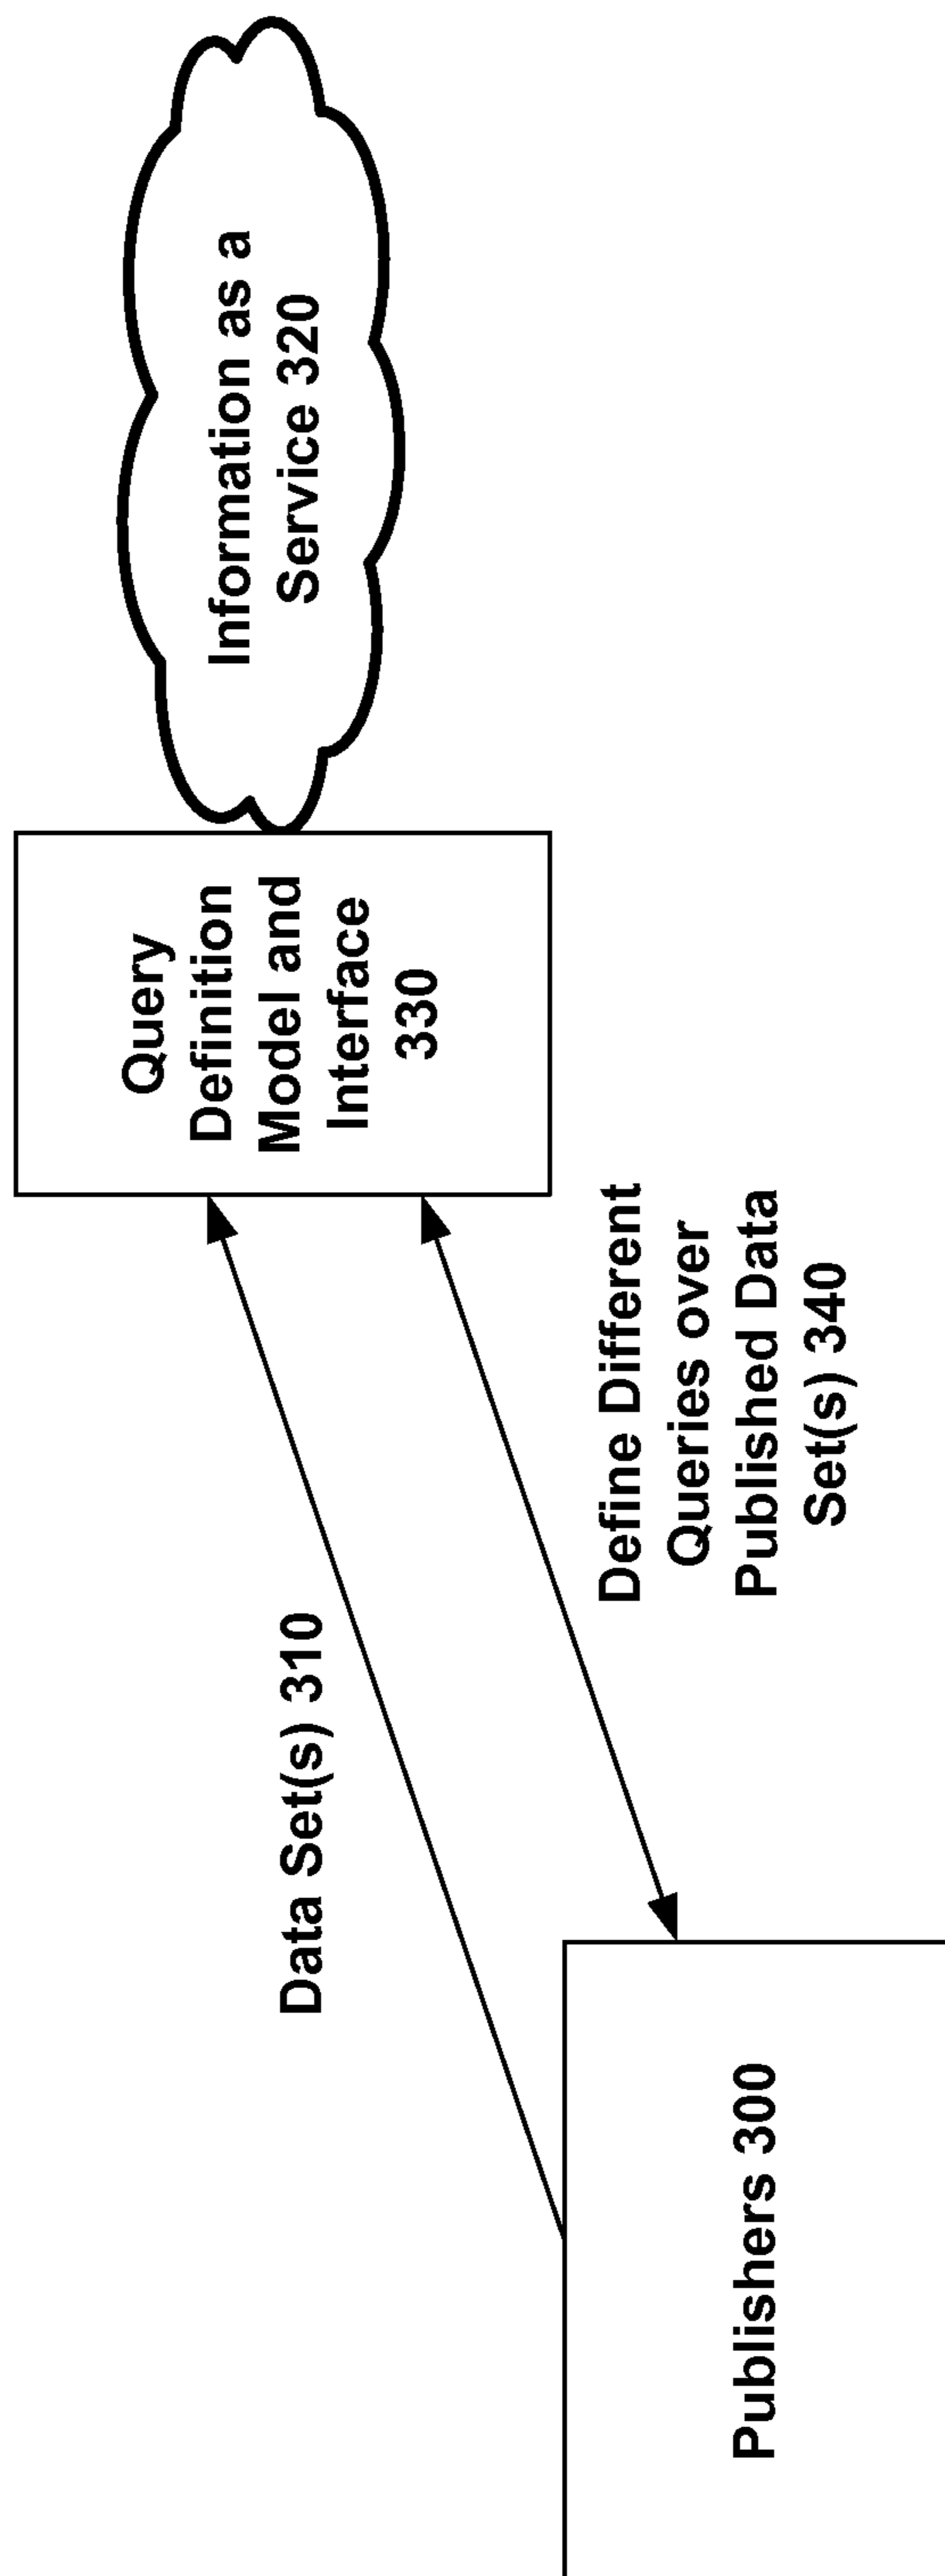 Information as a
Service 320
Query
Definition
Model and
Interface
330
Data Set(s) 310
Define Different
Queries over
Published Data
Set(s) 340
Publishers 300